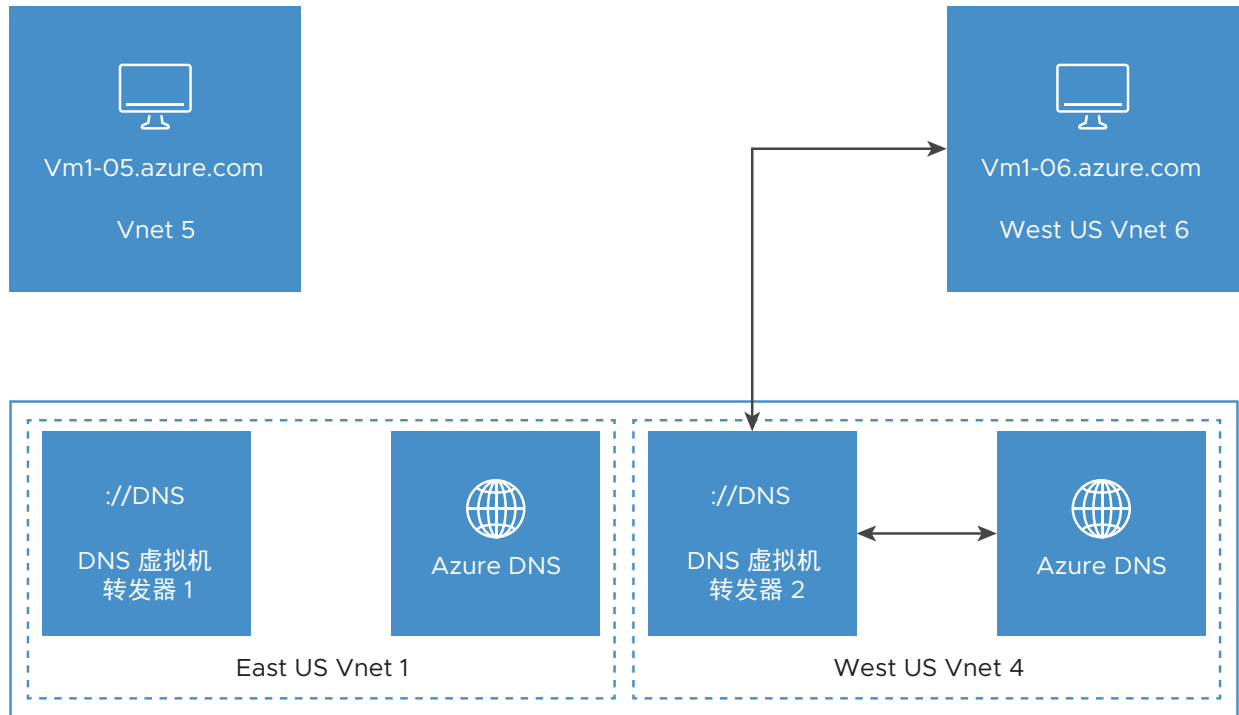 Vm1-05.azure.com
Vnet 5
Vm1-06.azure.com
West US Vnet 6
://DNS
DNS 虚拟机
转发器 1
Azure DNS
East US Vnet 1
://DNS
DNS 虚拟机
转发器 2
Azure DNS
West US Vnet 4